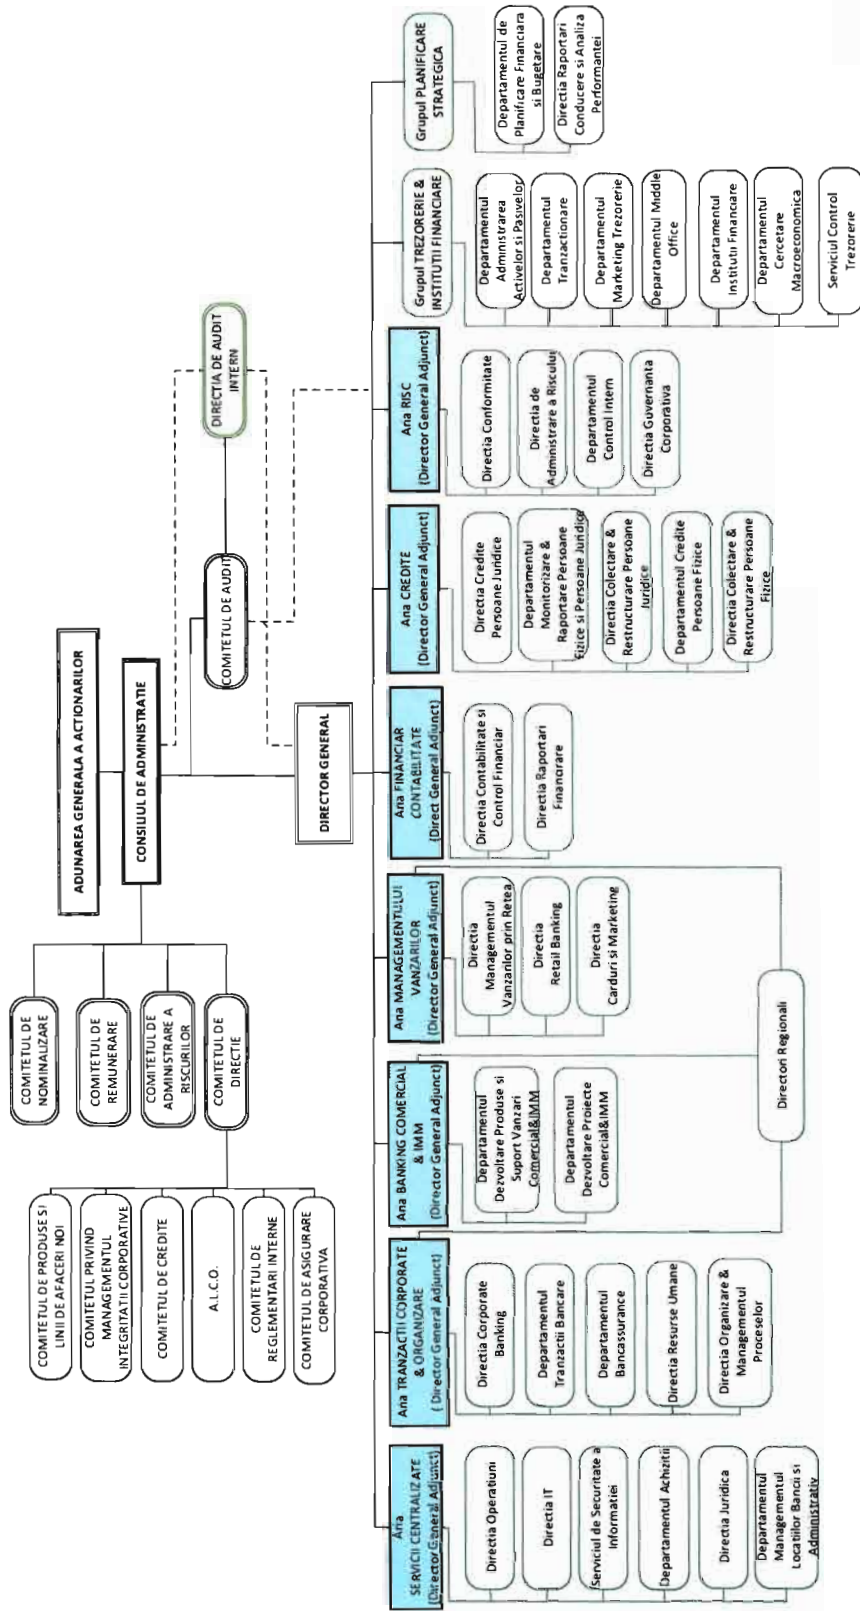 ADUNAREA GENERALA A ACTIONARILOR
CONSILIUL DE ADMINISTRATIE
COMITETUL DE
NOMINALIZARE
COMITETUL DE
REMUNERARE
COMITETUL DE
ADMINISTRARE A
RISCURILOR
COMITETUL DE
DIRECTIE
COMITETUL DE PRODUSE SI
LINII DE AFACERI NOI
COMITETUL PRIVIND
MANAGEMENTUL
INTEGRITATII CORPORATIVE
COMITETUL DE CREDITE
A.L.C.O.
COMITETUL DE
REGLEMENTARI INTERNE
COMITETUL DE ASIGURARE
CORPORATIVA
COMITETUL DE AUDIT
DIRECTIA DE AUDIT
INTERN
DIRECTOR GENERAL
Aria
SERVICII CENTRALIZATE
(Director General Adjunct)
Directia Operatiuni
Directia IT
Serviciul de Securitate a
Informatiei
Departamentul Achizitii
Directia Juridica
Departamentul
Managementul
Locatiilor Bancii si
Administrativ
Aria TRANZACTII CORPORATE
& ORGANIZARE
( Director General Adjunct)
Directia Corporate
Banking
Departamentul
Tranzactii Bancare
Departamentul
Bancassurance
Directia Resurse Umane
Directia Organizare &
Managementul
Proceselor
Aria BANKING COMERCIAL
& IMM
(Director General Adjunct)
Departamentul
Dezvoltare Produse si
Suport Vanzari
Comercial&IMM
Departamentul
Dezvoltare Proiecte
Comercial&IMM
Aria MANAGEMENTULUI
VANZARILOR
(Director General Adjunct)
Directia
Managementul
Vanzarilor prin Retea
Directia
Retail Banking
Directia
Carduri si Marketing
Directori Regionali
Aria FINANCIAR
CONTABILITATE
(Direct General Adjunct)
Directia Contabilitate si
Control Financiar
Directia Raportari
Financiare
Aria CREDITE
(Director General Adjunct)
Directia Credite
Persoane Juridice
Departamentul
Monitorizare &
Raportare Persoane
Fizice si Persoane Juridice
Directia Colectare &
Restructurare Persoane
Juridice
Departamentul Credite
Persoane Fizice
Directia Colectare &
Restructurare Persoane
Fizice
Aria RISC
(Director General Adjunct)
Directia Conformitate
Directia de
Administrare a Riscului
Departamentul
Control Intern
Directia Guvernanta
Corporativa
Grupul TREZORERIE &
INSTITUTII FINANCIARE
Departamentul
Administrarea
Activelor si Pasivelor
Departamentul
Tranzactionare
Departamentul
Marketing Trezorerie
Departamentul Middle
Office
Departamentul
Institutii Financiare
Departamentul
Cercetare
Macroeconomica
Serviciul Control
Trezorerie
Grupul PLANIFICARE
STRATEGICA
Departamentul de
Planificare Financiara
si Bugetare
Directia Raportari
Conducere si Analiza
Performantei